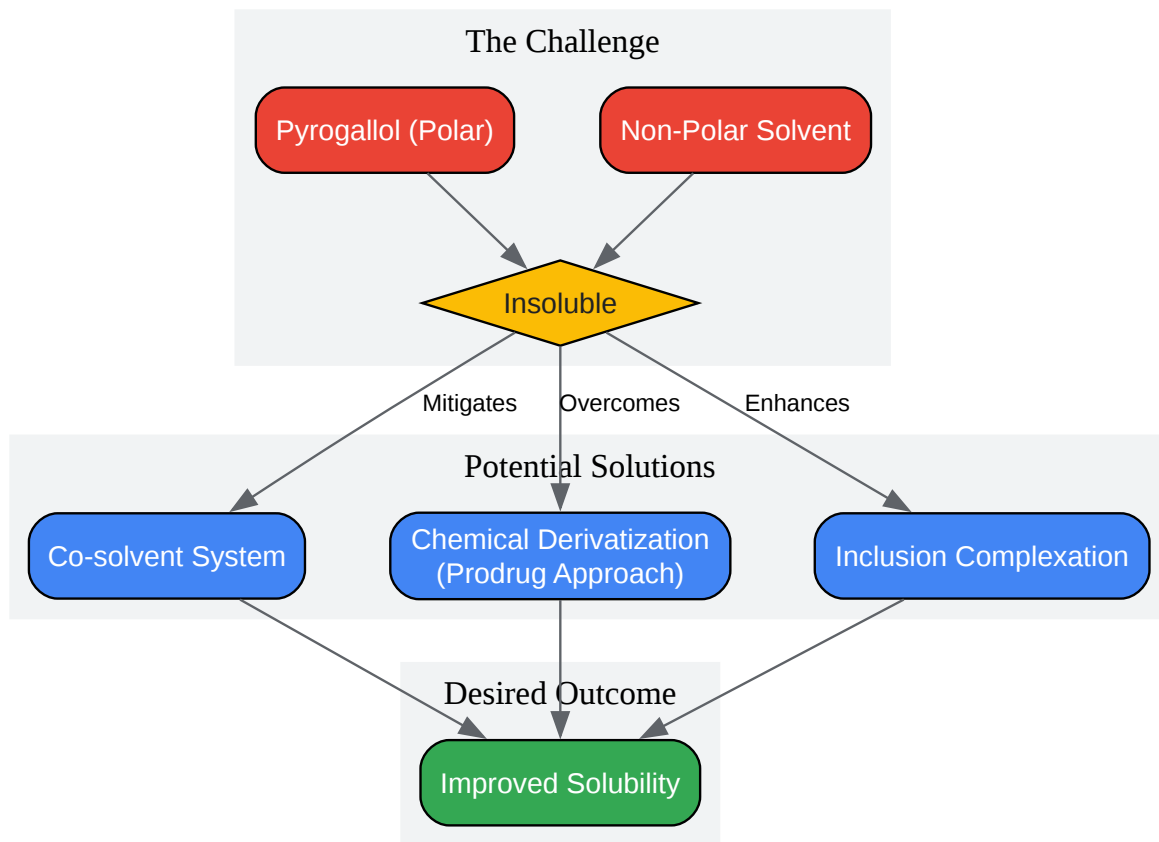 The Challenge
Pyrogallol (Polar)
Non-Polar Solvent
Insoluble
Mitigates
Overcomes
Enhances
Potential Solutions
Co-solvent System
Chemical Derivatization
(Prodrug Approach)
Inclusion Complexation
Desired Outcome
Improved Solubility